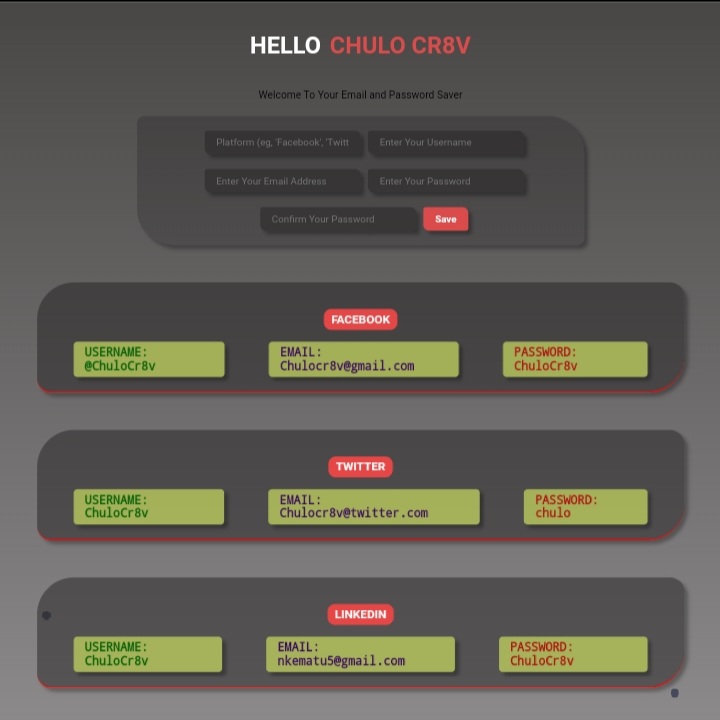 HELLO CHULO CR8V
Welcome To Your Email and Password Saver
Platform (eg, 'Facebook', 'Twitt
Enter Your Username
Enter Your Email Address
Enter Your Password
Confirm Your Password
Save
FACEBOOK
USERNAME:
@ChuloCr8v
EMAIL:
Chulocr8v@gmail.com
PASSWORD:
ChuloCr8v
TWITTER
USERNAME:
ChuloCr8v
EMAIL:
Chulocr8v@twitter.com
PASSWORD:
chulo
LINKEDIN
USERNAME:
ChuloCr8v
EMAIL:
nkematu5@gmail.com
PASSWORD:
ChuloCr8v